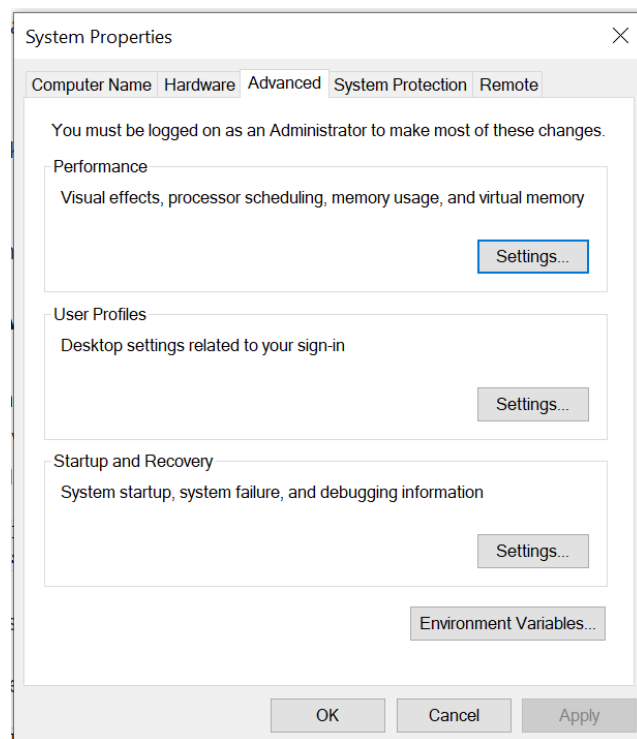 System Properties
Computer Name Hardware Advanced System Protection Remote
You must be logged on as an Administrator to make most of these changes.
Performance
Visual effects, processor scheduling, memory usage, and virtual memory
Settings...
User Profiles
Desktop settings related to your sign-in
Settings...
Startup and Recovery
System startup, system failure, and debugging information
Settings...
Environment Variables...
OK Cancel Apply